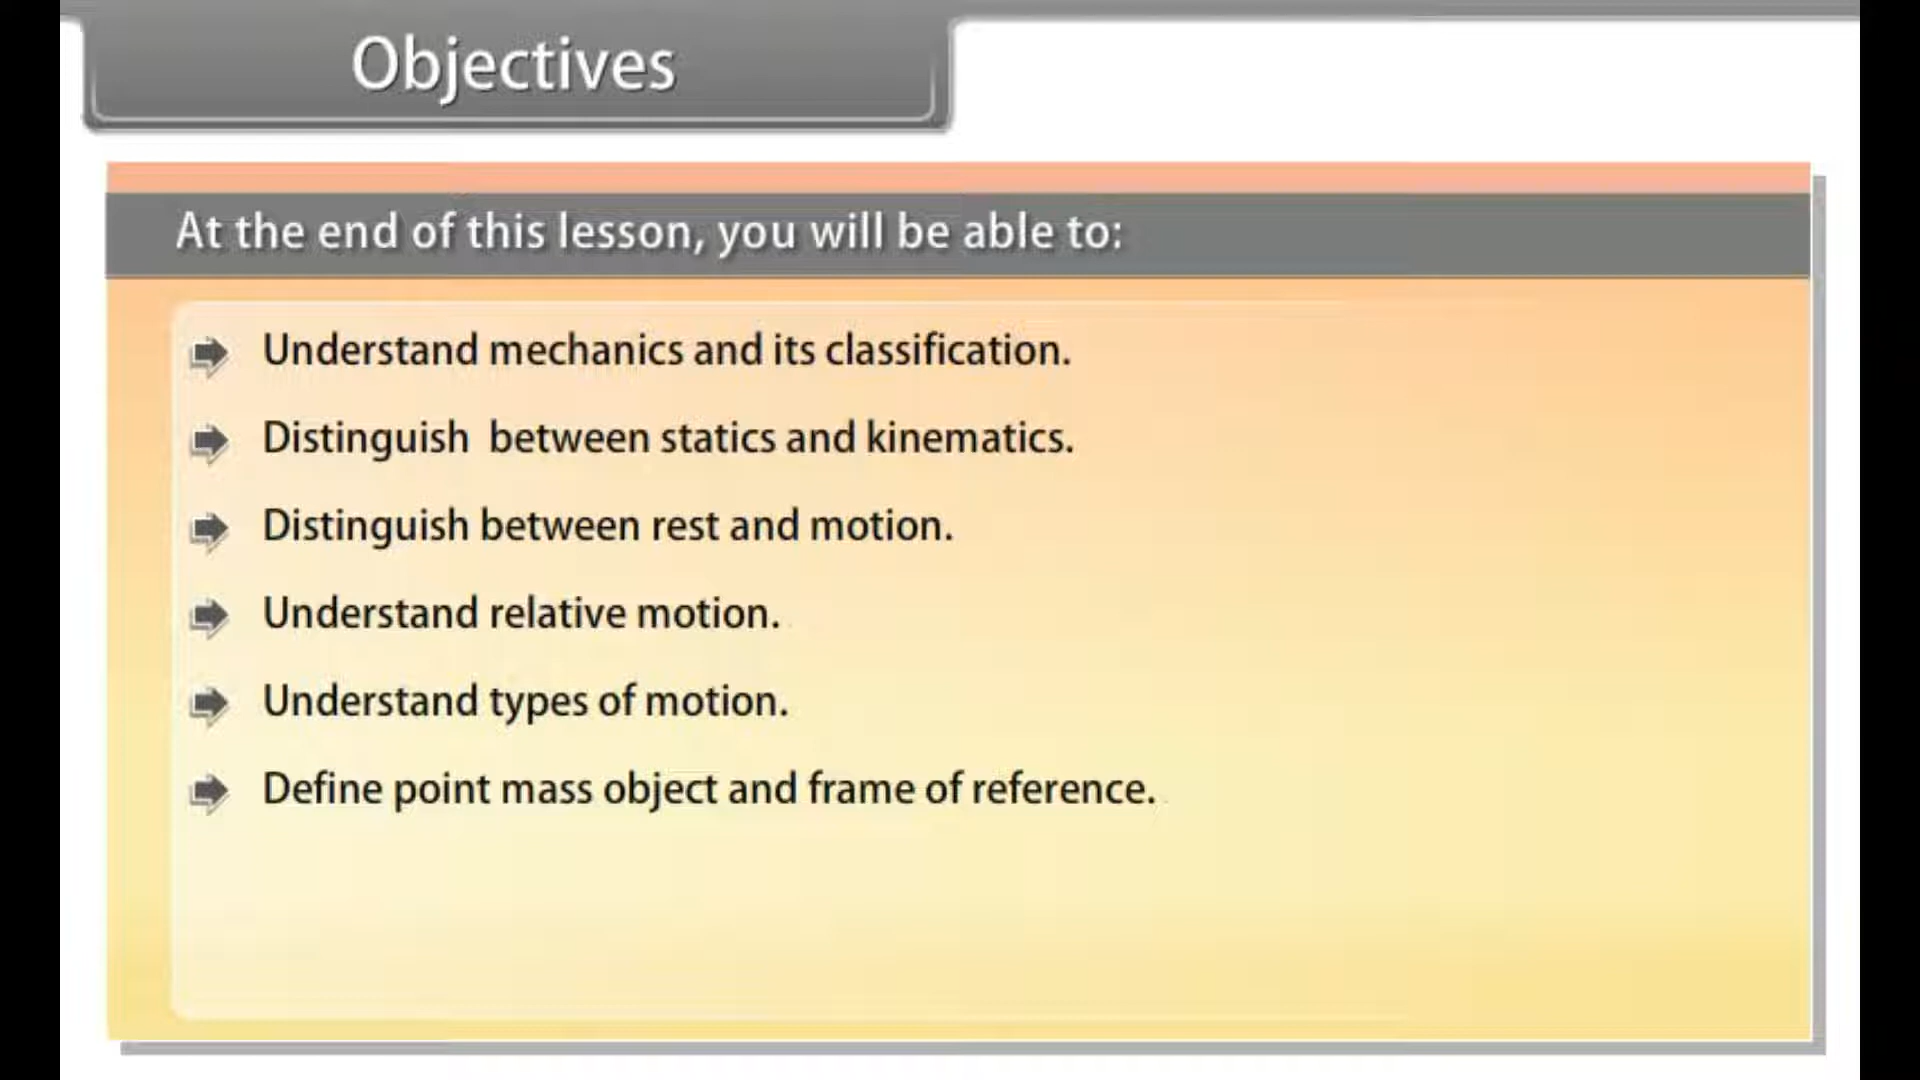 Objectives
At the end of this lesson, you will be able to:
Understand mechanics and its classification.
Distinguish between statics and kinematics.
Distinguish between rest and motion.
Understand relative motion.
Understand types of motion.
Define point mass object and frame of reference.